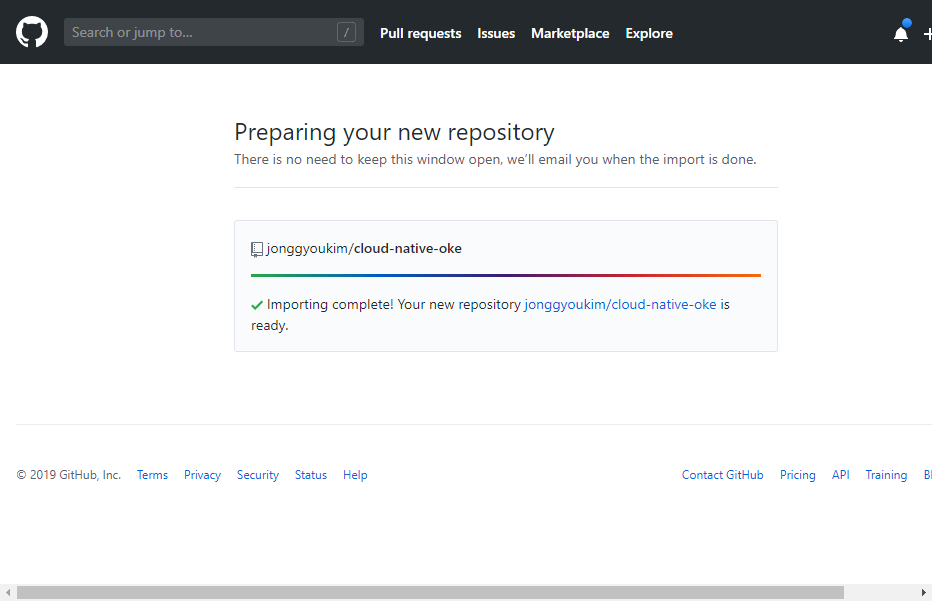 Search or jump to... /
Pull requests Issues Marketplace Explore
Preparing your new repository
There is no need to keep this window open, we’ll email you when the import is done.
jonggyoukim/cloud-native-oke
Importing complete! Your new repository jonggyoukim/cloud-native-oke is
ready.
© 2019 GitHub, Inc. Terms Privacy Security Status Help Contact GitHub Pricing API Training